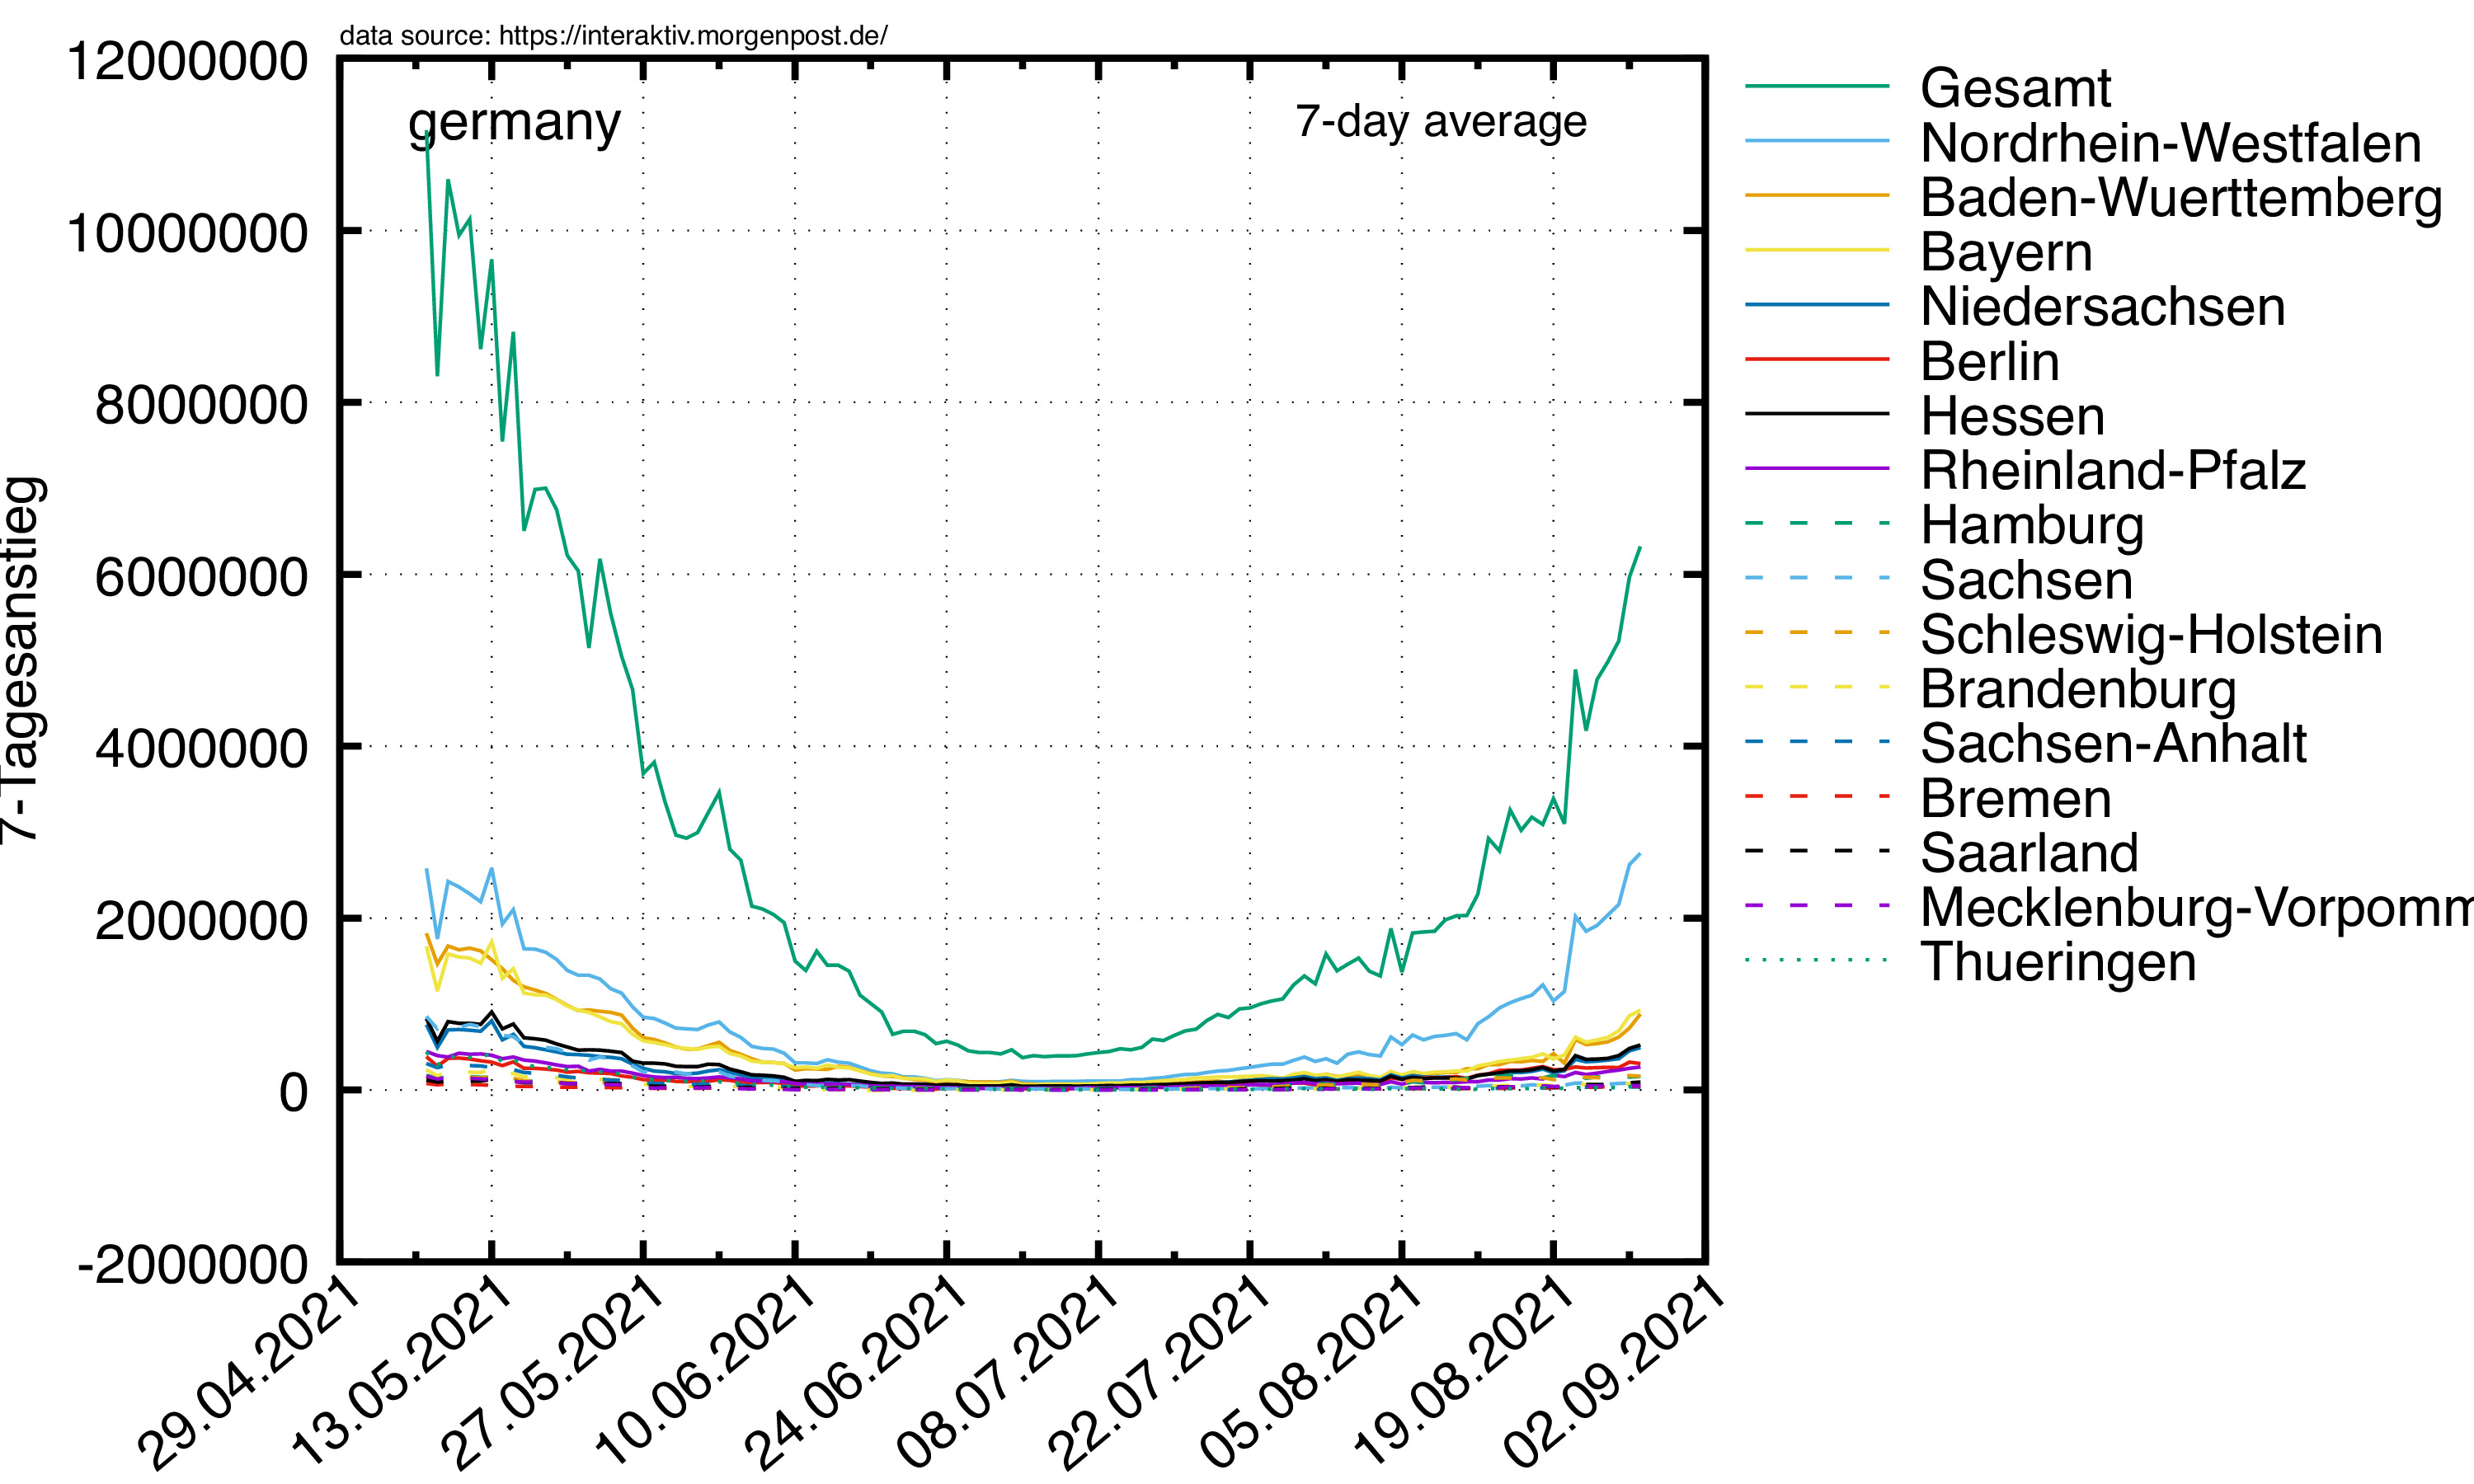 data source: https://interaktiv.morgenpost.de/
germany
7-day average
7-Tagesanstieg
12000000
10000000
8000000
6000000
4000000
2000000
0
-2000000
29.04.2021
13.05.2021
27.05.2021
10.06.2021
24.06.2021
08.07.2021
22.07.2021
05.08.2021
19.08.2021
02.09.2021
Gesamt
Nordrhein-Westfalen
Baden-Wuerttemberg
Bayern
Niedersachsen
Berlin
Hessen
Rheinland-Pfalz
Hamburg
Sachsen
Schleswig-Holstein
Brandenburg
Sachsen-Anhalt
Bremen
Saarland
Mecklenburg-Vorpomm
Thueringen